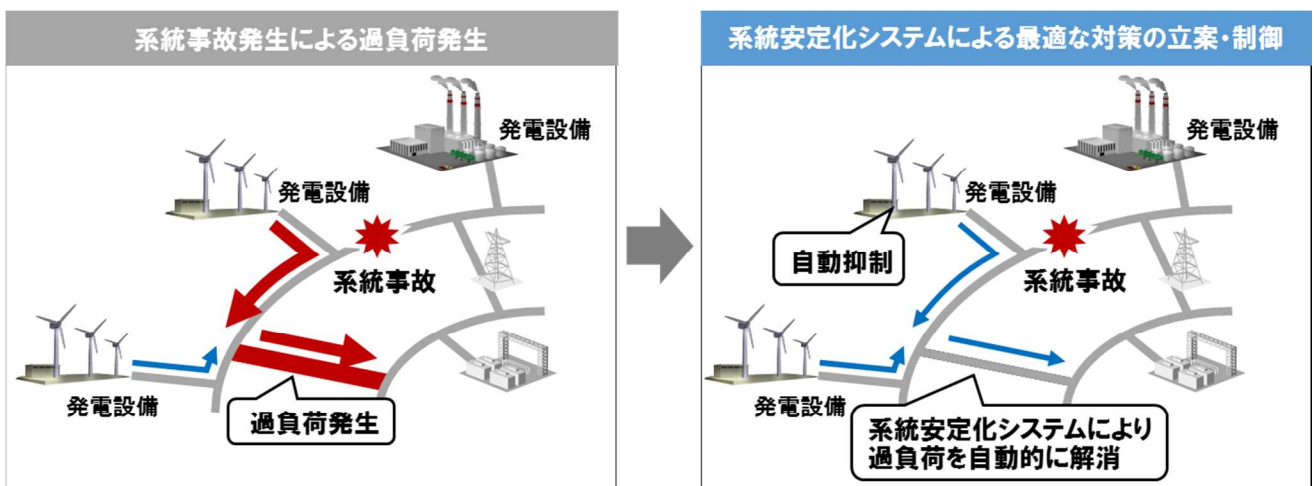 系統事故発生による過負荷発生
発電設備
発電設備
系統事故
発電設備
過負荷発生
系統安定化システムによる最適な対策の立案・制御
発電設備
発電設備
自動抑制
系統事故
発電設備
系統安定化システムにより
過負荷を自動的に解消